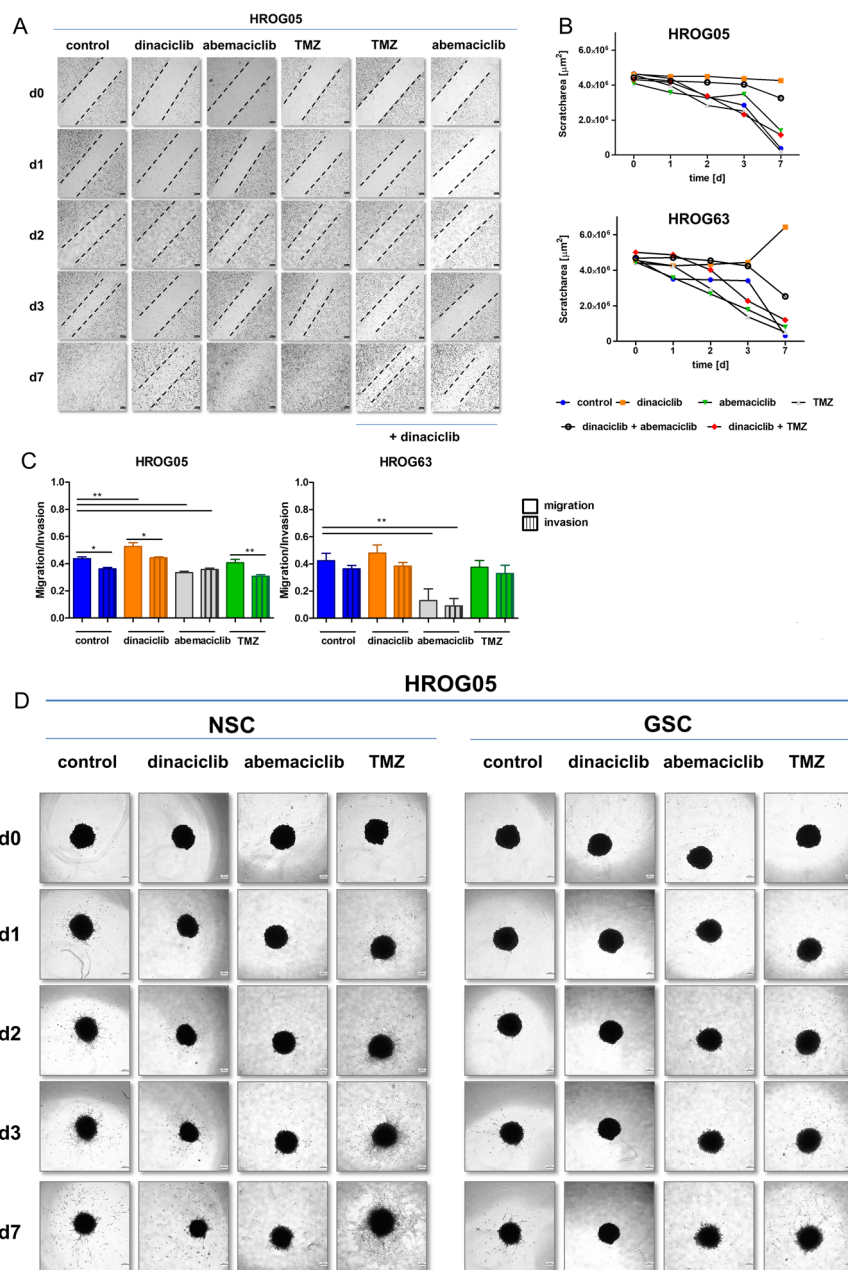 A
HROG05
control dinaciclib abemaciclib TMZ TMZ abemaciclib
d0
d1
d2
d3
d7
+ dinaciclib
B
HROG05
Scratcharea [µm²]
6.0×10⁶
4.0×10⁶
2.0×10⁶
0 1 2 3 7
time [d]
HROG63
Scratcharea [µm²]
6.0×10⁶
4.0×10⁶
2.0×10⁶
0
0 1 2 3 7
time [d]
control dinaciclib abemaciclib TMZ
dinaciclib + abemaciclib dinaciclib + TMZ
C
HROG05
Migration/Invasion
1.0
0.8
0.6
0.4
0.2
0.0
**
* * **
control dinaciclib abemaciclib TMZ
HROG63
Migration/Invasion
1.0
0.8
0.6
0.4
0.2
0.0
**
control dinaciclib abemaciclib TMZ
migration
invasion
D
HROG05
NSC GSC
control dinaciclib abemaciclib TMZ control dinaciclib abemaciclib TMZ
d0
d1
d2
d3
d7